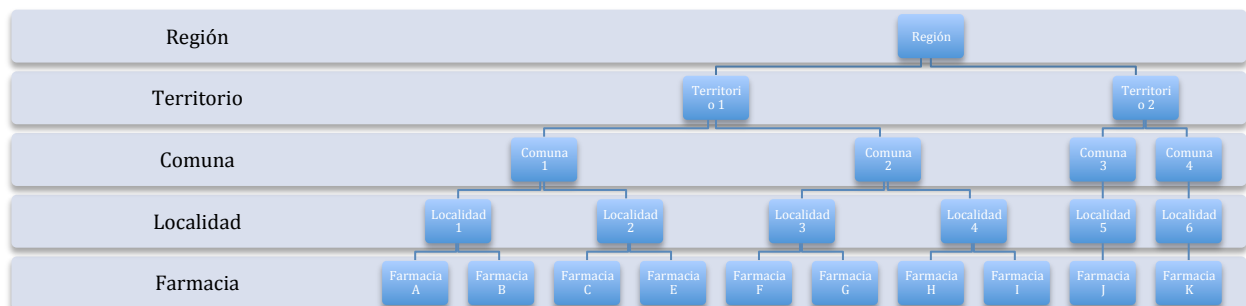 Región
Región
Territorio
Territori
o 1
Territori
o 2
Comuna
Comuna
1
Comuna
2
Comuna
3
Comuna
4
Localidad
Localidad
1
Localidad
2
Localidad
3
Localidad
4
Localidad
5
Localidad
6
Farmacia
Farmacia
A
Farmacia
B
Farmacia
C
Farmacia
E
Farmacia
F
Farmacia
G
Farmacia
H
Farmacia
I
Farmacia
J
Farmacia
K